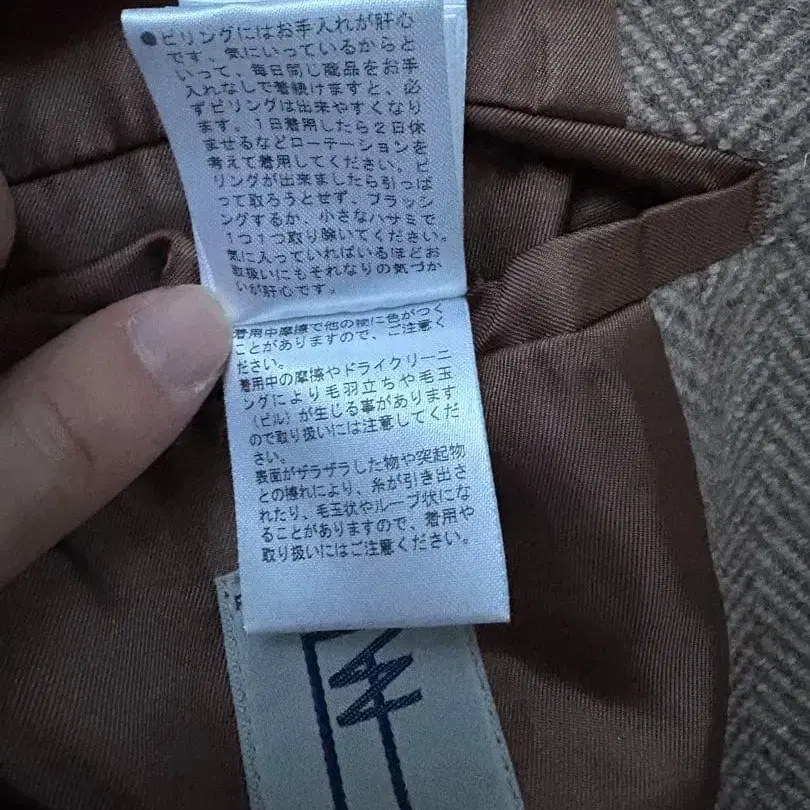 ●ピリングにはお手入れが肝心
です。気にいっているからと
いって、毎日同じ商品をお手
入れなしで着続けますと、必
ずピリングは出来やすくなり
ます。1日着用したら2日休
ませるなどローテーションを
考えて着用してください。ピ
リングが出来ましたら引っぱ
って取ろうとせず、ブラッシ
ングするか、小さなハサミで
1つ1つ取り除いてください。
気に入っていればいるほどお
取扱いにもそれなりの気づか
いが肝心です。
着用中摩擦で他の物に色がつく
ことがありますので、ご注意く
ださい。
着用中の摩擦やドライクリーニ
ングにより毛羽立ちや毛玉
(ピル)が生じる事があります
ので取り扱いには注意してくだ
さい。
表面がザラザラした物や突起物
との擦れにより、糸が引き出さ
れたり、毛玉状やループ状にな
ることがありますので、着用や
取り扱いにはご注意ください。